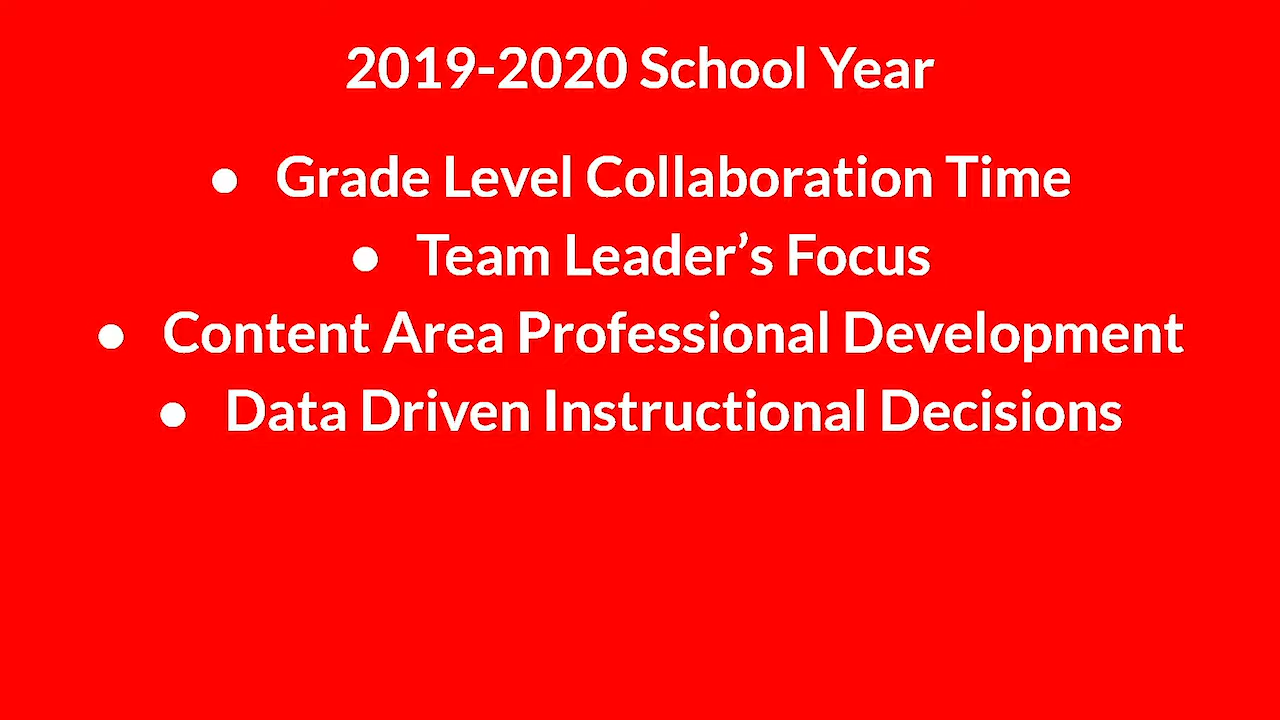 2019-2020 School Year
● Grade Level Collaboration Time
● Team Leader’s Focus
● Content Area Professional Development
● Data Driven Instructional Decisions